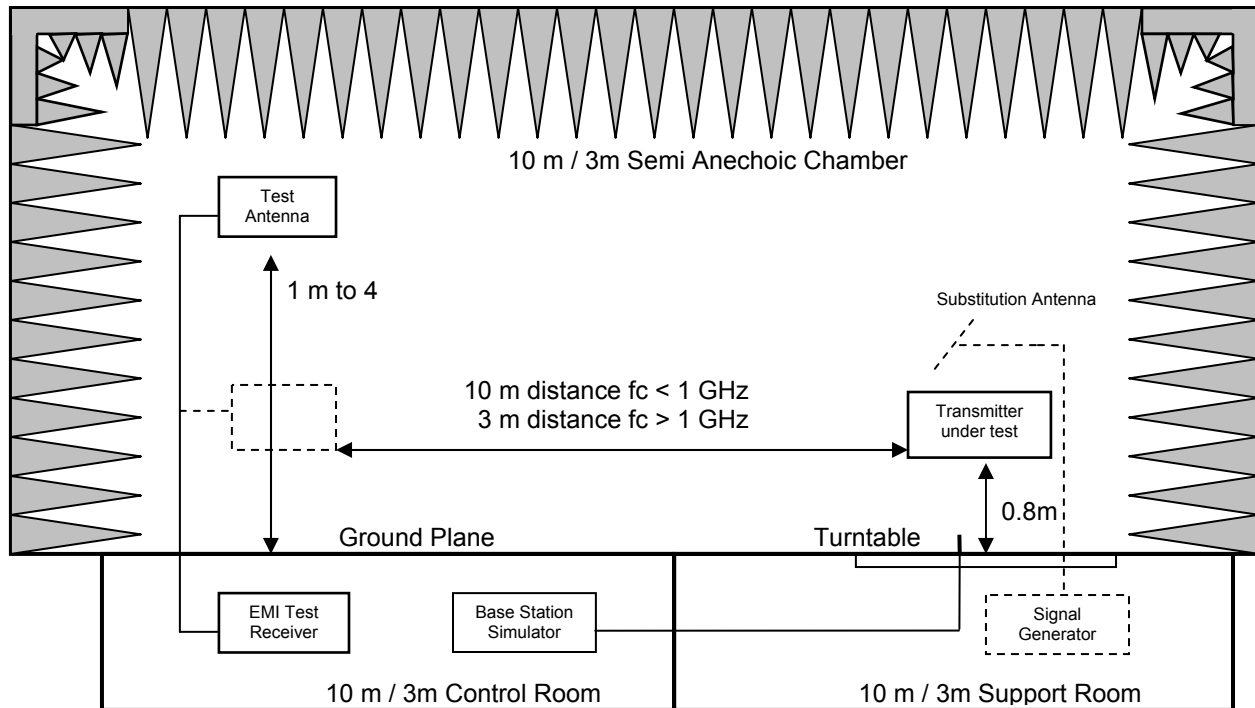 10 m / 3m Semi Anechoic Chamber
Test
Antenna
1 m to 4
Substitution Antenna
10 m distance fc < 1 GHz
3 m distance fc > 1 GHz
Transmitter
under test
0.8m
Ground Plane
Turntable
EMI Test
Receiver
Base Station
Simulator
Signal
Generator
10 m / 3m Control Room
10 m / 3m Support Room